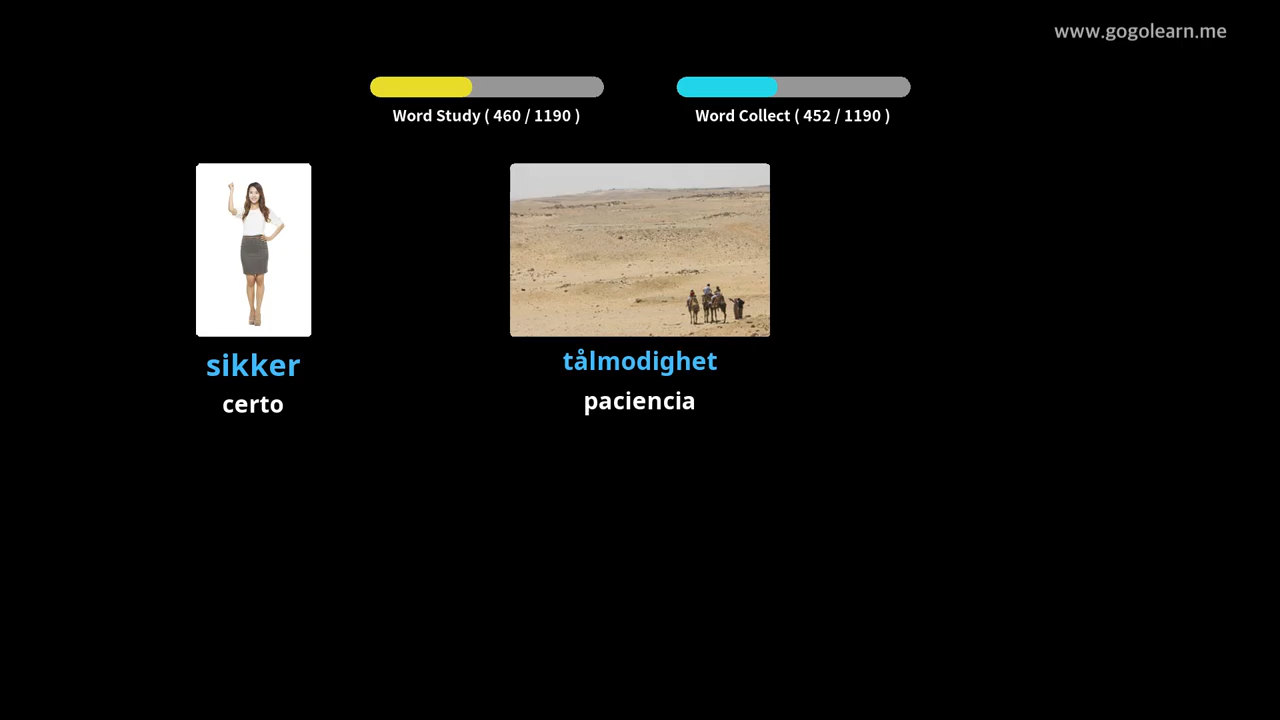 www.gogolearn.me
Word Study ( 460 / 1190 )
Word Collect ( 452 / 1190 )
sikker
certo
tålmodighet
paciencia